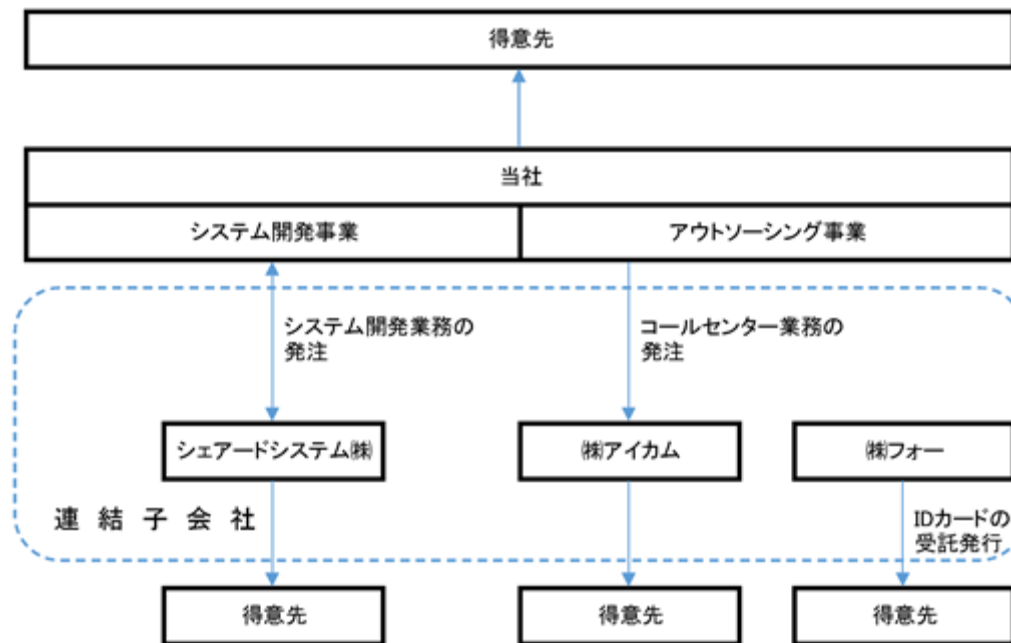 得意先
当社
システム開発事業
アウトソーシング事業
システム開発業務の
発注
コールセンター業務の
発注
シェアードシステム㈱
㈱アイカム
㈱フォー
連結子会社
IDカードの
受託発行
得意先
得意先
得意先